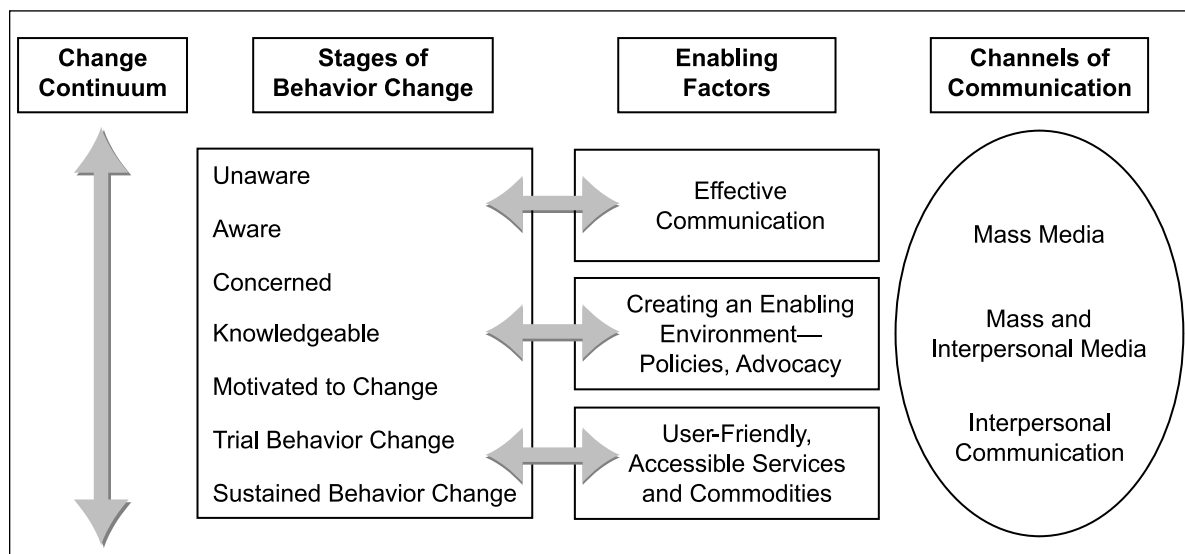 Change
Continuum
Stages of
Behavior Change
Enabling
Factors
Channels of
Communication
Unaware
Aware
Concerned
Knowledgeable
Motivated to Change
Trial Behavior Change
Sustained Behavior Change
Effective
Communication
Creating an Enabling
Environment—
Policies, Advocacy
User-Friendly,
Accessible Services
and Commodities
Mass Media
Mass and
Interpersonal Media
Interpersonal
Communication